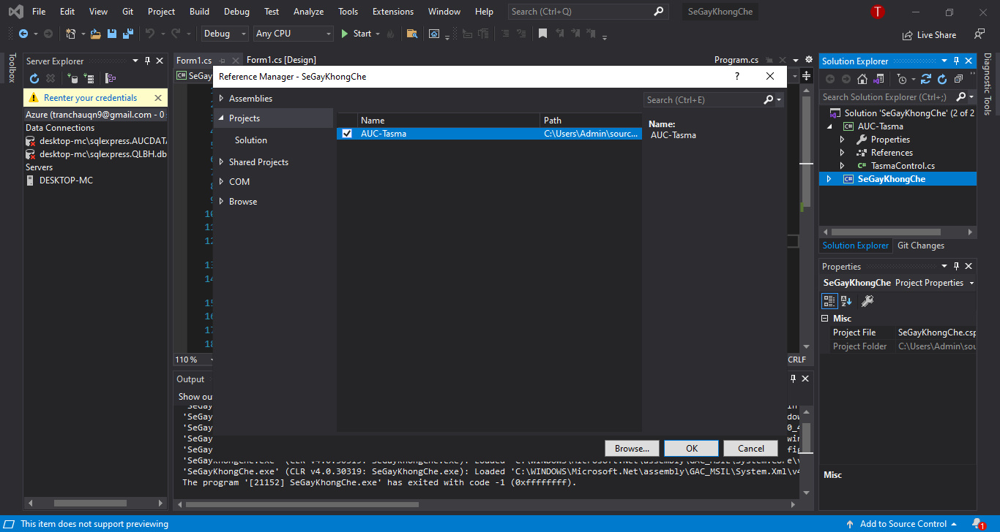 File Edit View Git Project Build Debug Test Analyze Tools Extensions Window Help Search (Ctrl+Q) SeGayKhongChe T
Debug Any CPU Start Live Share
Toolbox
Server Explorer
Reenter your credentials
Azure (tranchauqn9@gmail.com - 0
Data Connections
desktop-mc\sqlexpress.AUCDATA
desktop-mc\sqlexpress.QLBH.db
Servers
DESKTOP-MC
Form1.cs Form1.cs [Design] Program.cs
C# SeGay
Reference Manager - SeGayKhongChe ?
Assemblies
Projects
Solution
Shared Projects
COM
Browse
Search (Ctrl+E)
Name Path
AUC-Tasma C:\Users\Admin\sourc...
Name:
AUC-Tasma
Browse... OK Cancel
10
11
12
13
14
15
16
17
18
110 % CRLF
Output
Show ou
'SeGay
'SeGay
'SeGay
'SeGay
'SeGay
'SeGayKhongChe.exe' (CLR v4.0.30319: SeGayKhongChe.exe): Loaded 'C:\WINDOWS\Microsoft.Net\assembly\GAC_MSIL\System.Core\v
'SeGayKhongChe.exe' (CLR v4.0.30319: SeGayKhongChe.exe): Loaded 'C:\WINDOWS\Microsoft.Net\assembly\GAC_MSIL\System.Xml\v4
The program '[21152] SeGayKhongChe.exe' has exited with code -1 (0xffffffff).
Solution Explorer
Search Solution Explorer (Ctrl+;)
Solution 'SeGayKhongChe' (2 of 2
C# AUC-Tasma
Properties
References
C# TasmaControl.cs
C# SeGayKhongChe
Solution Explorer Git Changes
Properties
SeGayKhongChe Project Properties
Misc
Project File SeGayKhongChe.csp
Project Folder C:\Users\Admin\sou
Misc
Diagnostic Tools
This item does not support previewing Add to Source Control 1